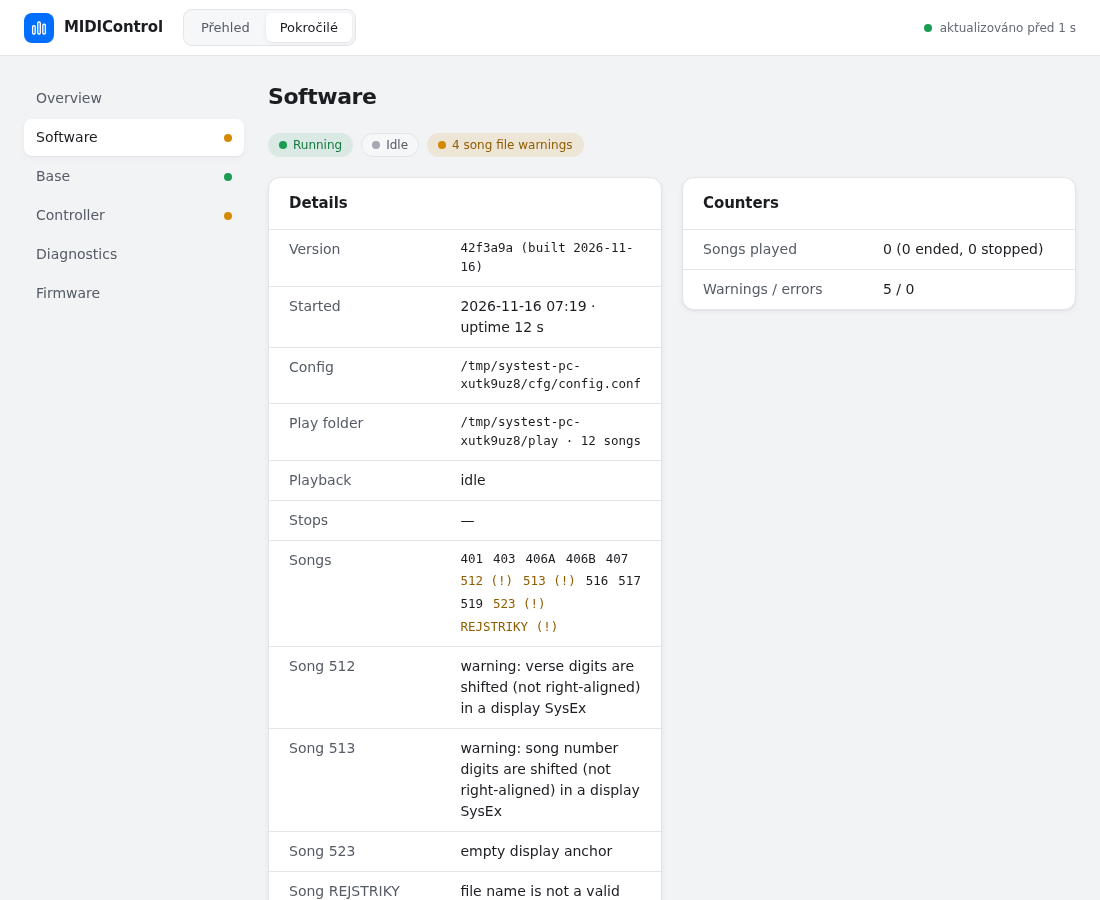 MIDIControl
Přehled
Pokročilé
aktualizováno před 1 s
Overview
Software
Base
Controller
Diagnostics
Firmware
Software
Running
Idle
4 song file warnings
Details
Version
42f3a9a (built 2026-11-
16)
Started
2026-11-16 07:19 ·
uptime 12 s
Config
/tmp/systest-pc-
xutk9uz8/cfg/config.conf
Play folder
/tmp/systest-pc-
xutk9uz8/play · 12 songs
Playback
idle
Stops
—
Songs
401 403 406A 406B 407
512 (!) 513 (!) 516 517
519 523 (!)
REJSTRIKY (!)
Song 512
warning: verse digits are
shifted (not right-aligned)
in a display SysEx
Song 513
warning: song number
digits are shifted (not
right-aligned) in a display
SysEx
Song 523
empty display anchor
Song REJSTRIKY
file name is not a valid
Counters
Songs played
0 (0 ended, 0 stopped)
Warnings / errors
5 / 0